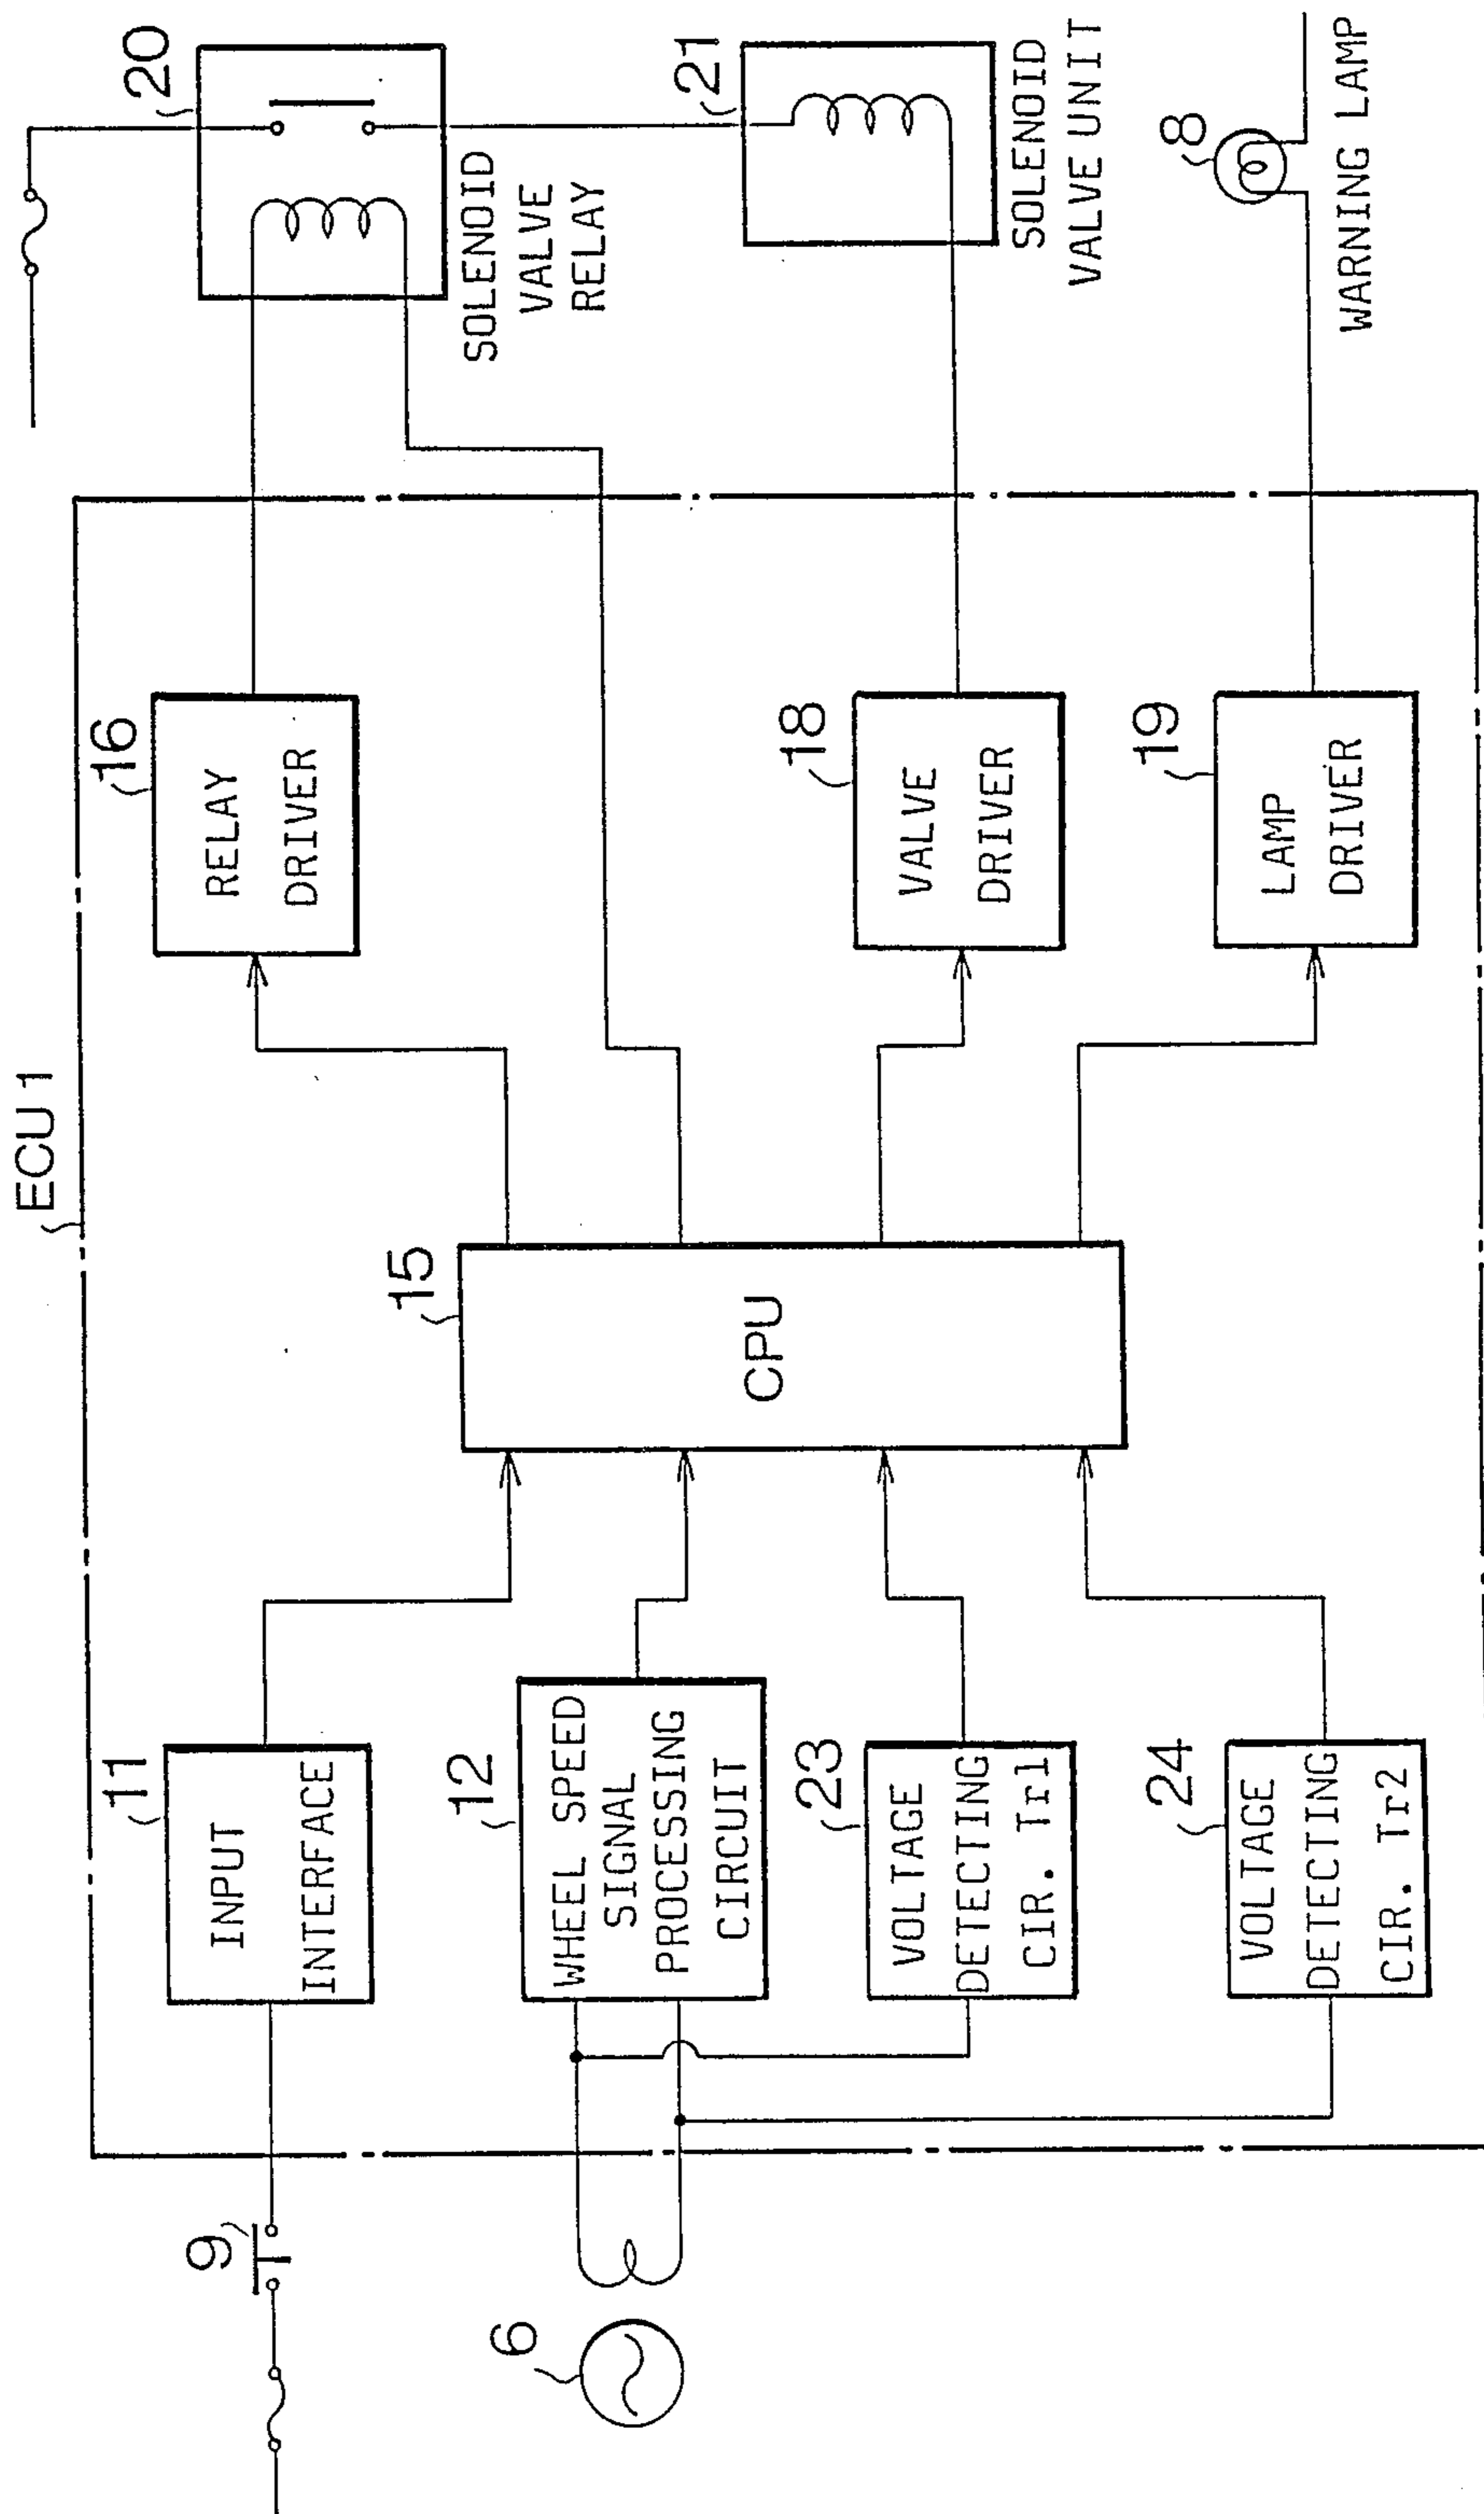 ECU 1
9
11
INPUT
INTERFACE
6
12
WHEEL SPEED
SIGNAL
PROCESSING
CIRCUIT
23
VOLTAGE
DETECTING
CIR. Tr1
24
VOLTAGE
DETECTING
CIR. Tr2
15
CPU
16
RELAY
DRIVER
18
VALVE
DRIVER
19
LAMP
DRIVER
20
SOLENOID
VALVE
RELAY
21
SOLENOID
VALVE UNIT
8
WARNING LAMP